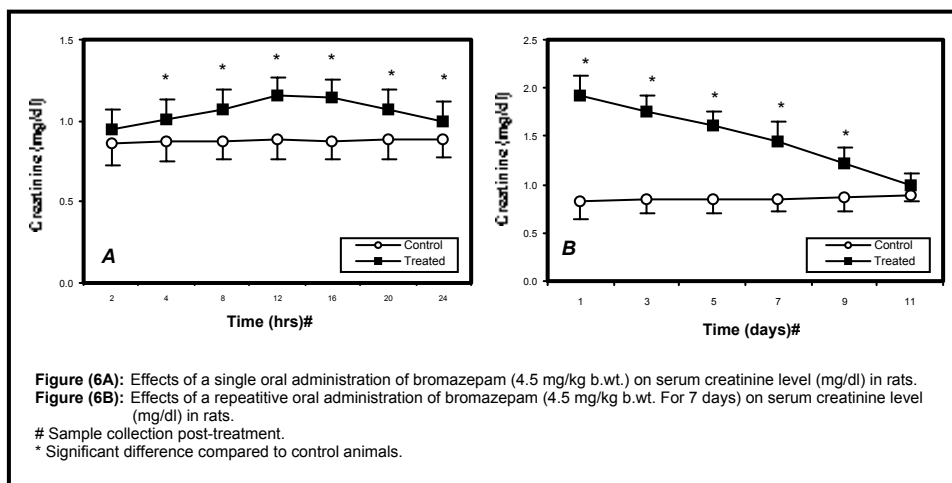 1.5
1.0
0.5
0.0
Creatinine (mg/dl)
* * * * * *
A
Control
Treated
2 4 8 12 16 20 24
Time (hrs)#
2.5
2.0
1.5
1.0
0.5
0.0
Creatinine (mg/dl)
* * * * *
B
Control
Treated
1 3 5 7 9 11
Time (days)#
Figure (6A): Effects of a single oral administration of bromazepam (4.5 mg/kg b.wt.) on serum creatinine level (mg/dl) in rats.
Figure (6B): Effects of a repeatitive oral administration of bromazepam (4.5 mg/kg b.wt. For 7 days) on serum creatinine level
(mg/dl) in rats.
# Sample collection post-treatment.
* Significant difference compared to control animals.